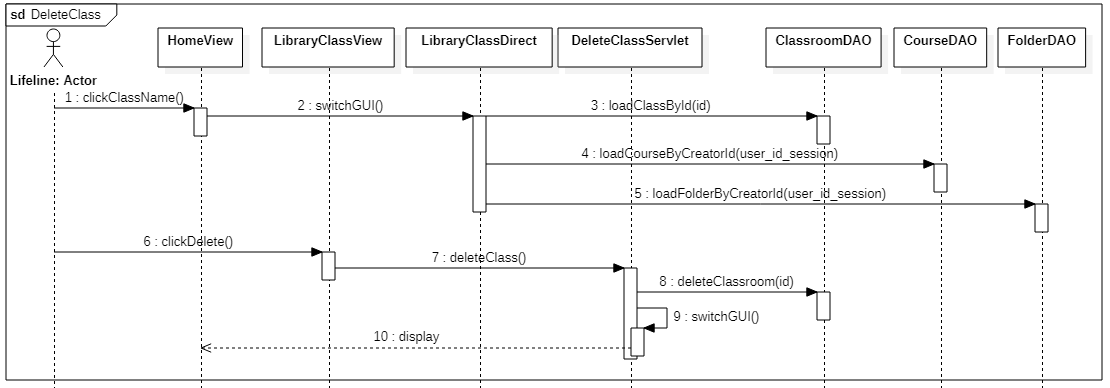 sd DeleteClass
HomeView
LibraryClassView
LibraryClassDirect
DeleteClassServlet
ClassroomDAO
CourseDAO
FolderDAO
Lifeline: Actor
1 : clickClassName()
2 : switchGUI()
3 : loadClassById(id)
4 : loadCourseByCreatorId(user_id_session)
5 : loadFolderByCreatorId(user_id_session)
6 : clickDelete()
7 : deleteClass()
8 : deleteClassroom(id)
9 : switchGUI()
10 : display